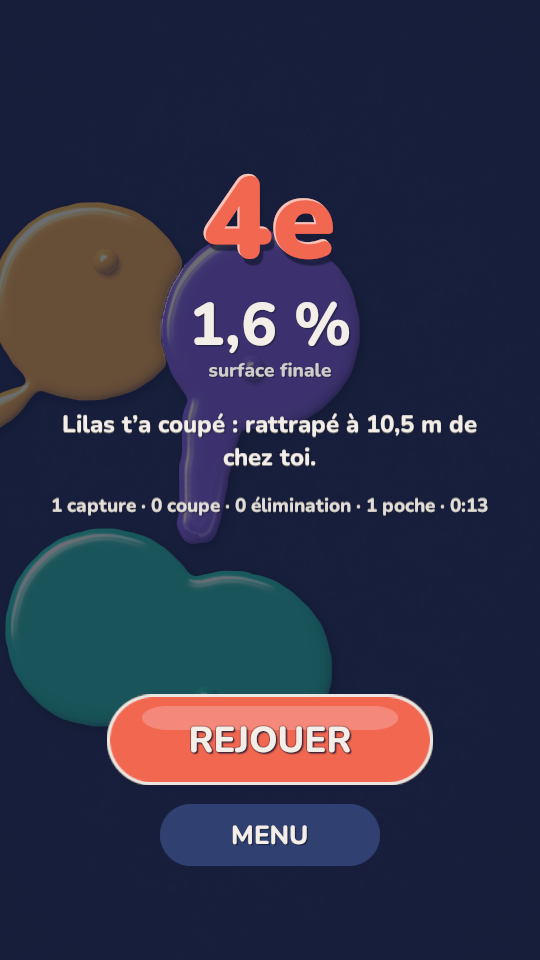 4e
1,6 %
surface finale
Lilas t’a coupé : rattrapé à 10,5 m de
chez toi.
1 capture · 0 coupe · 0 élimination · 1 poche · 0:13
REJOUER
MENU